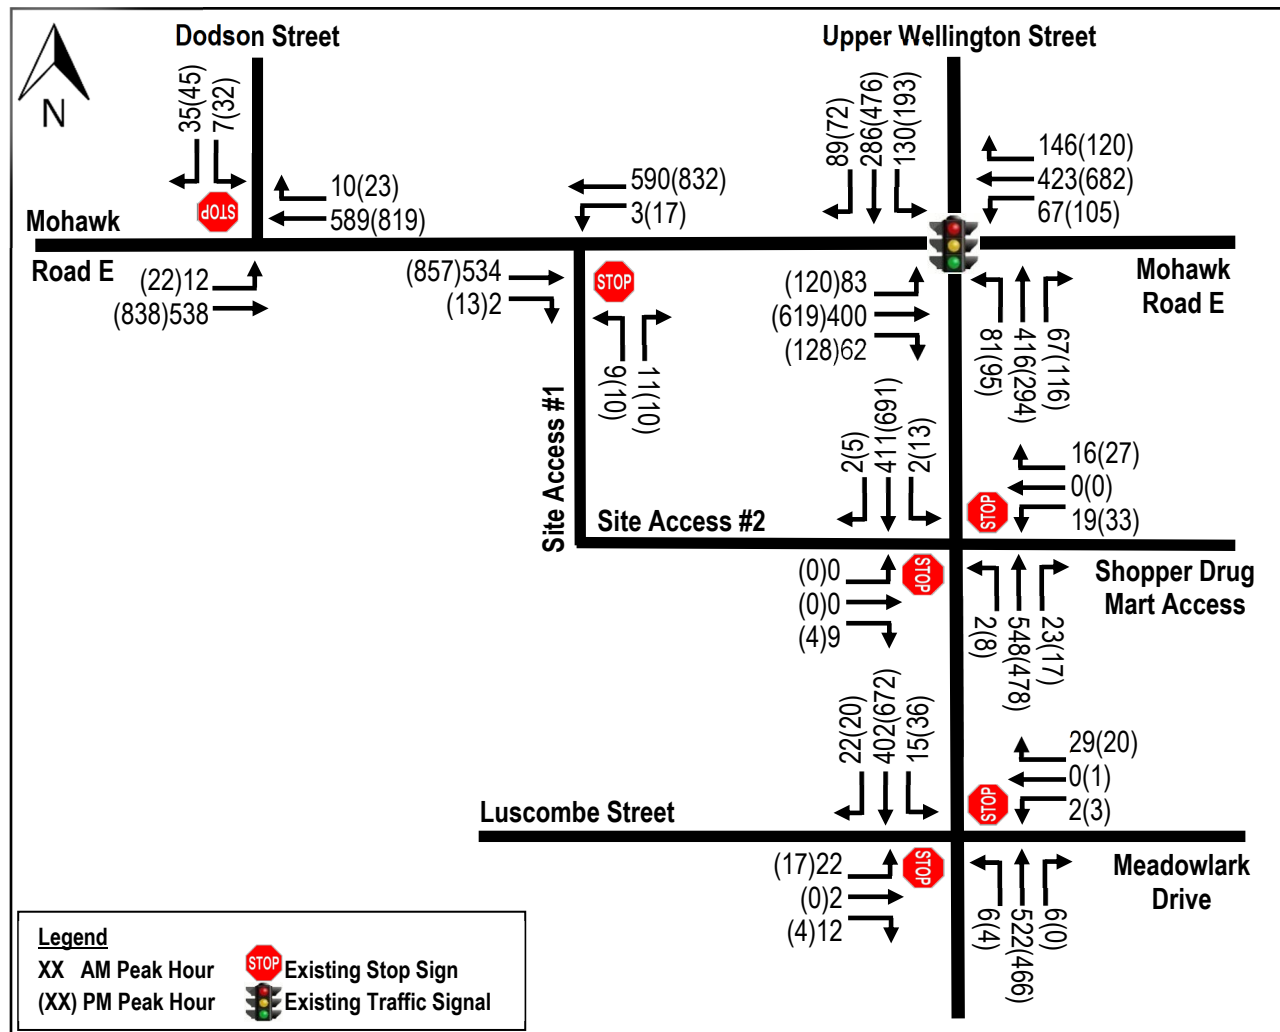 Dodson Street
Upper Wellington Street
N
35(45)
7(32)
STOP
10(23)
589(819)
590(832)
3(17)
89(72)
286(476)
130(193)
146(120)
423(682)
67(105)
Mohawk
Road E
(22)12
(838)538
(857)534
(13)2
STOP
9(10)
11(10)
(120)83
(619)400
(128)62
81(95)
416(294)
67(116)
Mohawk
Road E
Site Access #1
Site Access #2
2(5)
411(691)
2(13)
16(27)
0(0)
19(33)
STOP
STOP
(0)0
(0)0
(4)9
2(8)
548(478)
23(17)
Shopper Drug
Mart Access
22(20)
402(672)
15(36)
29(20)
0(1)
2(3)
STOP
Luscombe Street
STOP
(17)22
(0)2
(4)12
6(4)
522(466)
6(0)
Meadowlark
Drive
Legend
XX AM Peak Hour
STOP Existing Stop Sign
(XX) PM Peak Hour
Existing Traffic Signal